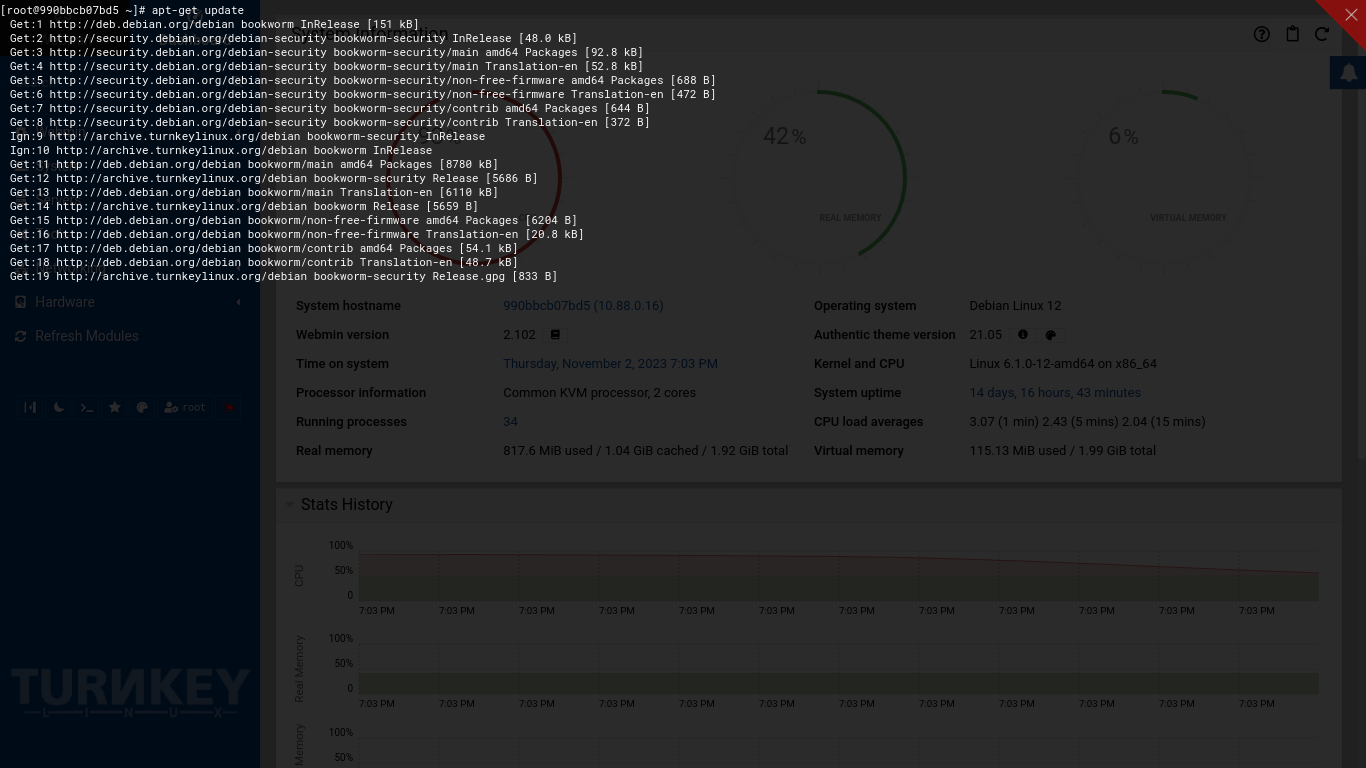 [root@990bbcb07bd5 ~]# apt-get update
Get:1 http://deb.debian.org/debian bookworm InRelease [151 kB]
Get:2 http://security.debian.org/debian-security bookworm-security InRelease [48.0 kB]
Get:3 http://security.debian.org/debian-security bookworm-security/main amd64 Packages [92.8 kB]
Get:4 http://security.debian.org/debian-security bookworm-security/main Translation-en [52.8 kB]
Get:5 http://security.debian.org/debian-security bookworm-security/non-free-firmware amd64 Packages [688 B]
Get:6 http://security.debian.org/debian-security bookworm-security/non-free-firmware Translation-en [472 B]
Get:7 http://security.debian.org/debian-security bookworm-security/contrib amd64 Packages [644 B]
Get:8 http://security.debian.org/debian-security bookworm-security/contrib Translation-en [372 B]
Ign:9 http://archive.turnkeylinux.org/debian bookworm-security InRelease
Ign:10 http://archive.turnkeylinux.org/debian bookworm InRelease
Get:11 http://deb.debian.org/debian bookworm/main amd64 Packages [8780 kB]
Get:12 http://archive.turnkeylinux.org/debian bookworm-security Release [5686 B]
Get:13 http://deb.debian.org/debian bookworm/main Translation-en [6110 kB]
Get:14 http://archive.turnkeylinux.org/debian bookworm Release [5659 B]
Get:15 http://deb.debian.org/debian bookworm/non-free-firmware amd64 Packages [6204 B]
Get:16 http://deb.debian.org/debian bookworm/non-free-firmware Translation-en [20.8 kB]
Get:17 http://deb.debian.org/debian bookworm/contrib amd64 Packages [54.1 kB]
Get:18 http://deb.debian.org/debian bookworm/contrib Translation-en [48.7 kB]
Get:19 http://archive.turnkeylinux.org/debian bookworm-security Release.gpg [833 B]
System Information
42%
REAL MEMORY
6%
VIRTUAL MEMORY
Networking
Hardware
Refresh Modules
root
TURNKEY
LINUX
System hostname 990bbcb07bd5 (10.88.0.16) Operating system Debian Linux 12
Webmin version 2.102 Authentic theme version 21.05
Time on system Thursday, November 2, 2023 7:03 PM Kernel and CPU Linux 6.1.0-12-amd64 on x86_64
Processor information Common KVM processor, 2 cores System uptime 14 days, 16 hours, 43 minutes
Running processes 34 CPU load averages 3.07 (1 min) 2.43 (5 mins) 2.04 (15 mins)
Real memory 817.6 MiB used / 1.04 GiB cached / 1.92 GiB total Virtual memory 115.13 MiB used / 1.99 GiB total
Stats History
CPU
100%
50%
0
7:03 PM 7:03 PM 7:03 PM 7:03 PM 7:03 PM 7:03 PM 7:03 PM 7:03 PM 7:03 PM 7:03 PM 7:03 PM 7:03 PM
Real Memory
100%
50%
0
7:03 PM 7:03 PM 7:03 PM 7:03 PM 7:03 PM 7:03 PM 7:03 PM 7:03 PM 7:03 PM 7:03 PM 7:03 PM 7:03 PM
Memory
100%
50%